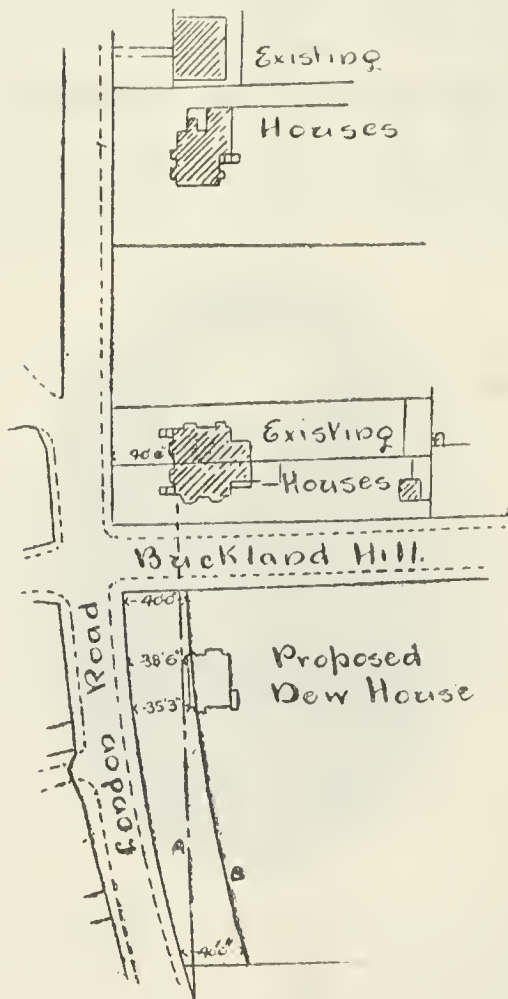 Existing
Houses
40'0"
Existing
Houses
Buckland Hill.
40'0"
38'6"
Proposed
New House
35'3"
London Road
A
B
40'0"